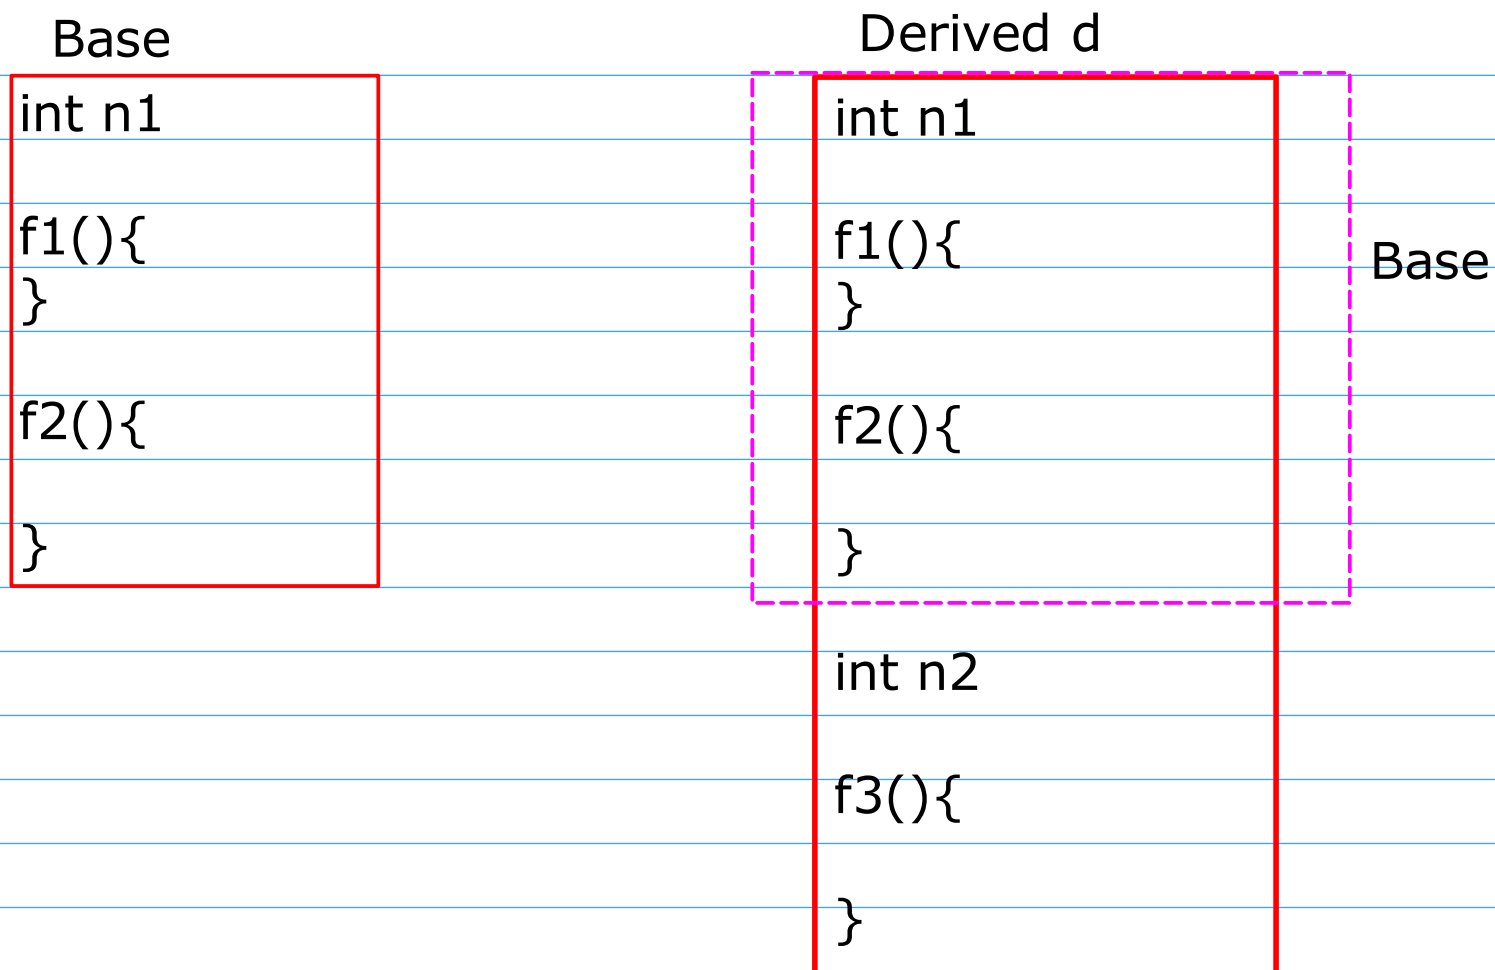 Base
int n1
f1(){
}
f2(){
}
Derived d
int n1
f1(){
}
f2(){
}
Base
int n2
f3(){
}